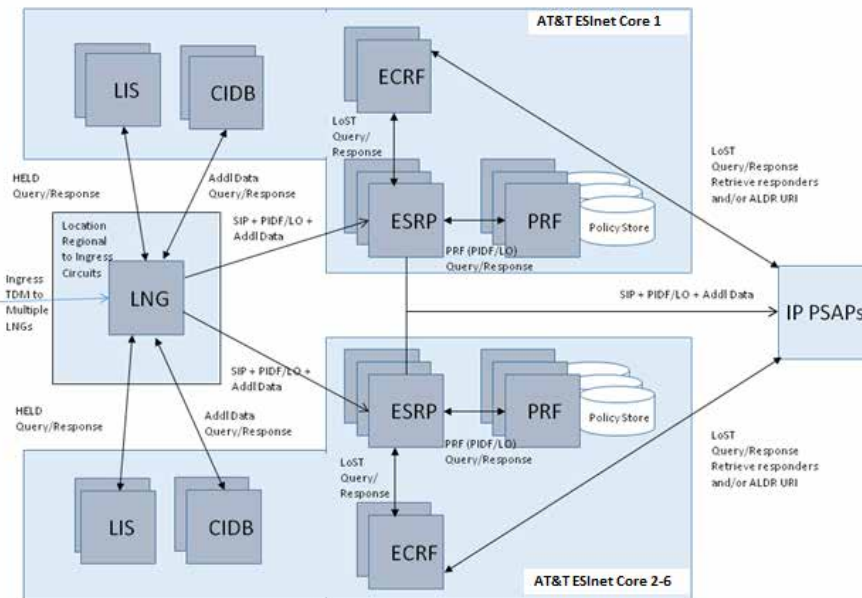 AT&T ESInet Core 1
LIS
CIDB
ECRF
LoST
Query/
Response
HELD
Query/Response
Addl Data
Query/Response
SIP + PIDF/LO +
Addl Data
ESRP
PRF
Policy Store
PRF (PIDF/LO)
Query/Response
LoST
Query/Response
Retrieve responders
and/or ALDR URI
Location
Regional
to Ingress
Circuits
Ingress
TDM to
Multiple
LNGs
LNG
SIP + PIDF/LO + Addl Data
IP PSAPs
SIP + PIDF/LO +
Addl Data
HELD
Query/Response
Addl Data
Query/Response
ESRP
PRF
Policy Store
PRF (PIDF/LO)
Query/Response
LoST
Query/
Response
LoST
Query/Response
Retrieve responders
and/or ALDR URI
LIS
CIDB
ECRF
AT&T ESInet Core 2-6